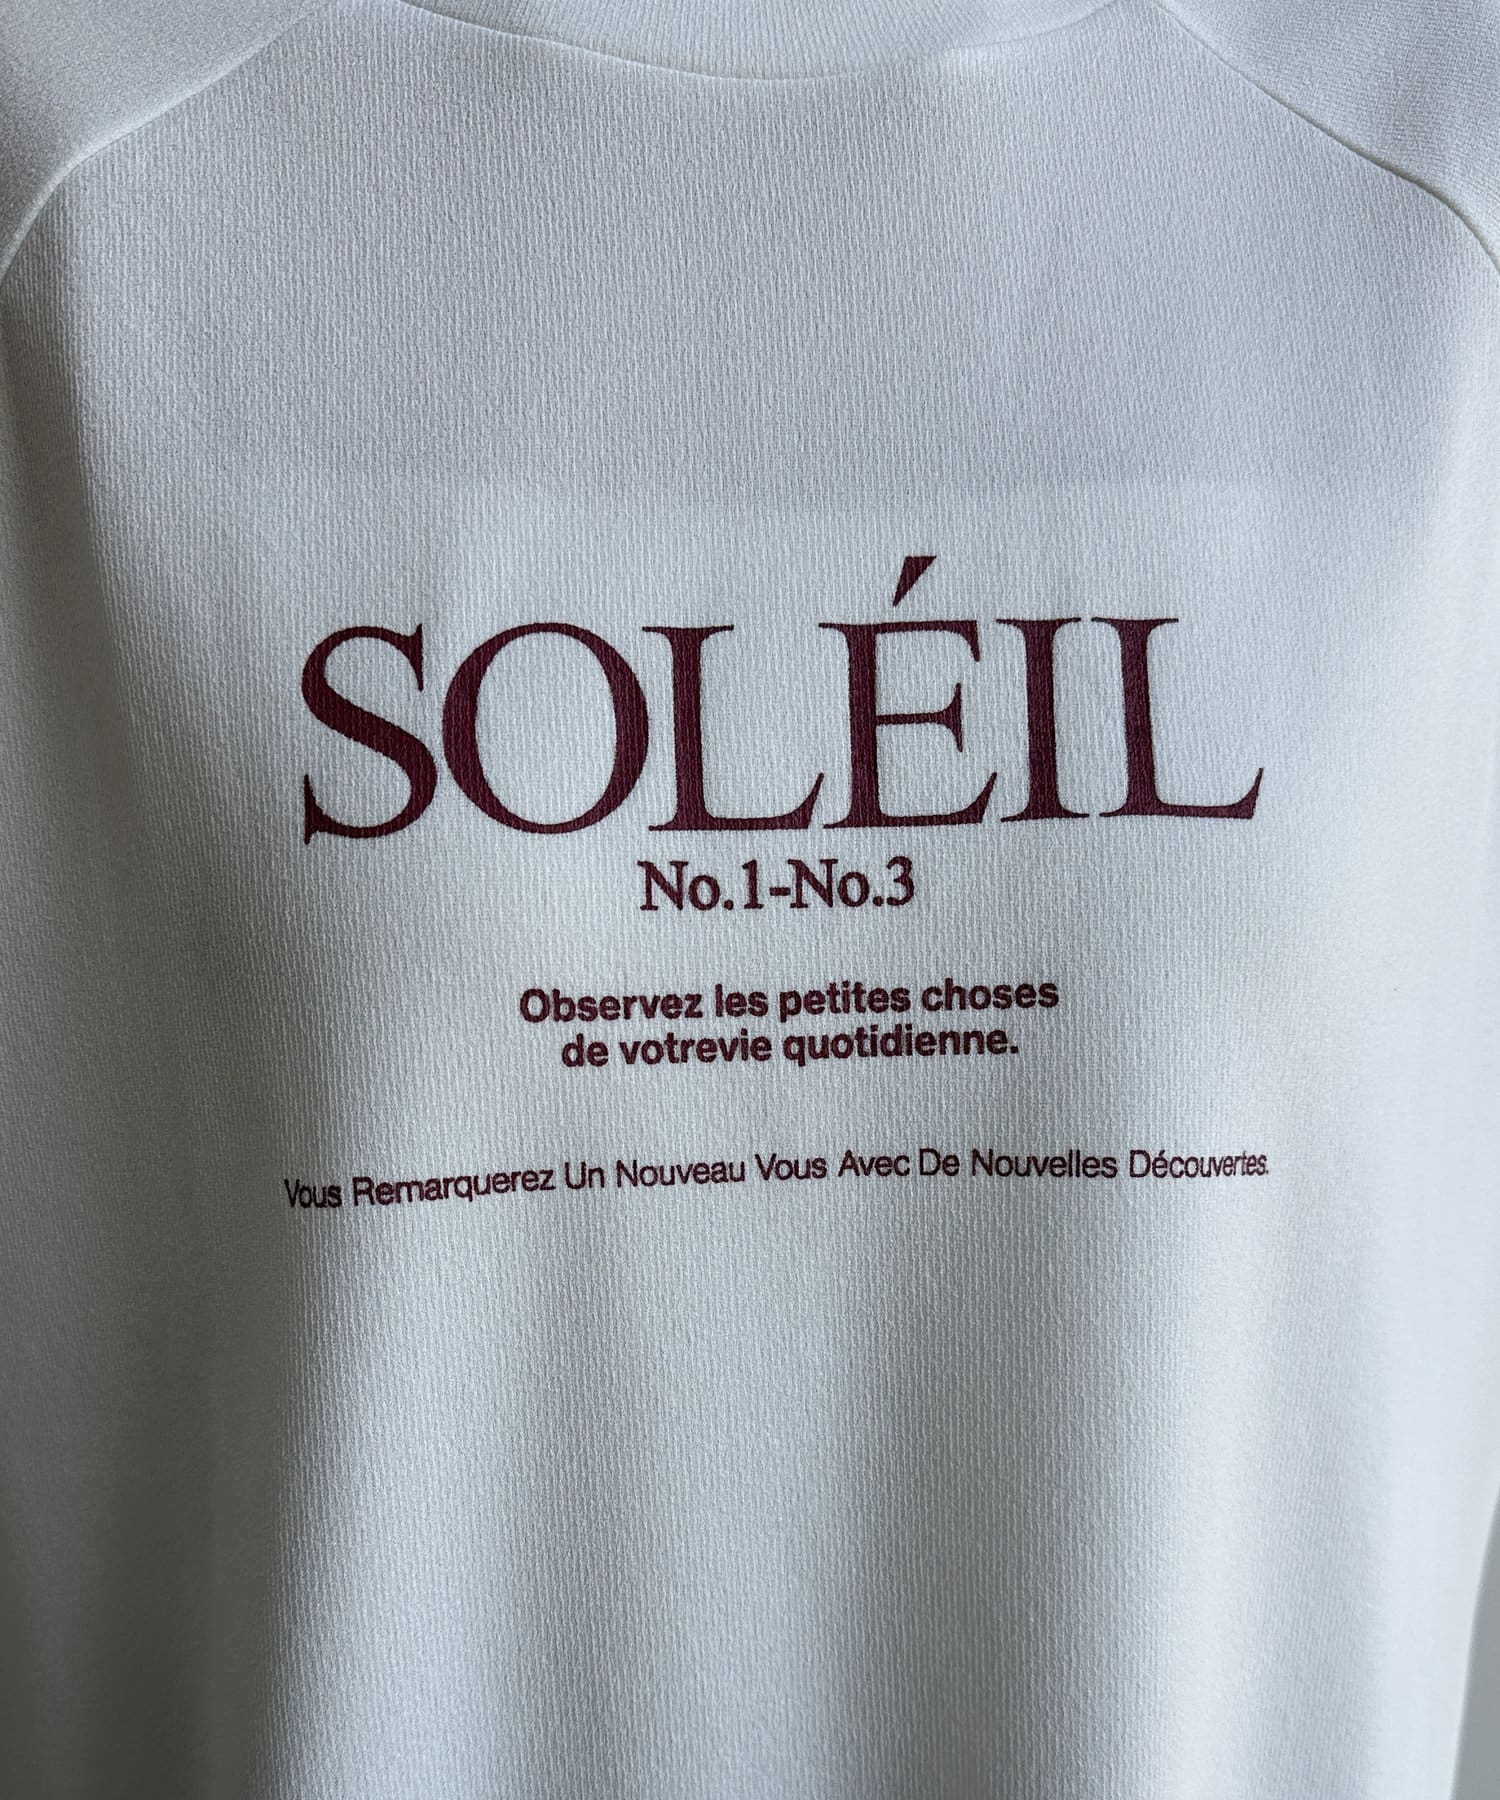 SOLÉIL
No.1-No.3
Observez les petites choses
de votrevie quotidienne.
Vous Remarquerez Un Nouveau Vous Avec De Nouvelles Découvertes.